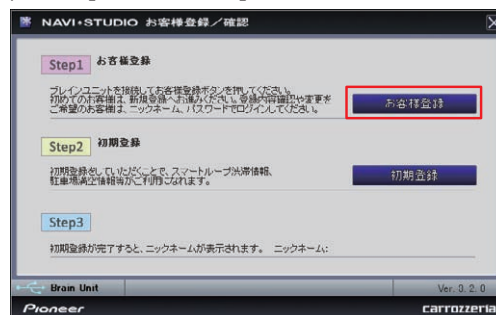 NAVI・STUDIO お客様登録／確認
Step1 お客様登録
ブレインユニットを接続してお客様登録ボタンを押してください。
初めてのお客様は、新規登録へお進みください。登録内容確認や変更を
ご希望のお客様は、ニックネーム、パスワードでログインしてください。
お客様登録
Step2 初期登録
初期登録をしていただくことで、スマートループ渋滞情報、
駐車場満空情報等がご利用になれます。
初期登録
Step3
初期登録が完了すると、ニックネームが表示されます。 ニックネーム:
Brain Unit
Ver. 0. 2. 0
Pioneer
carrozzeria